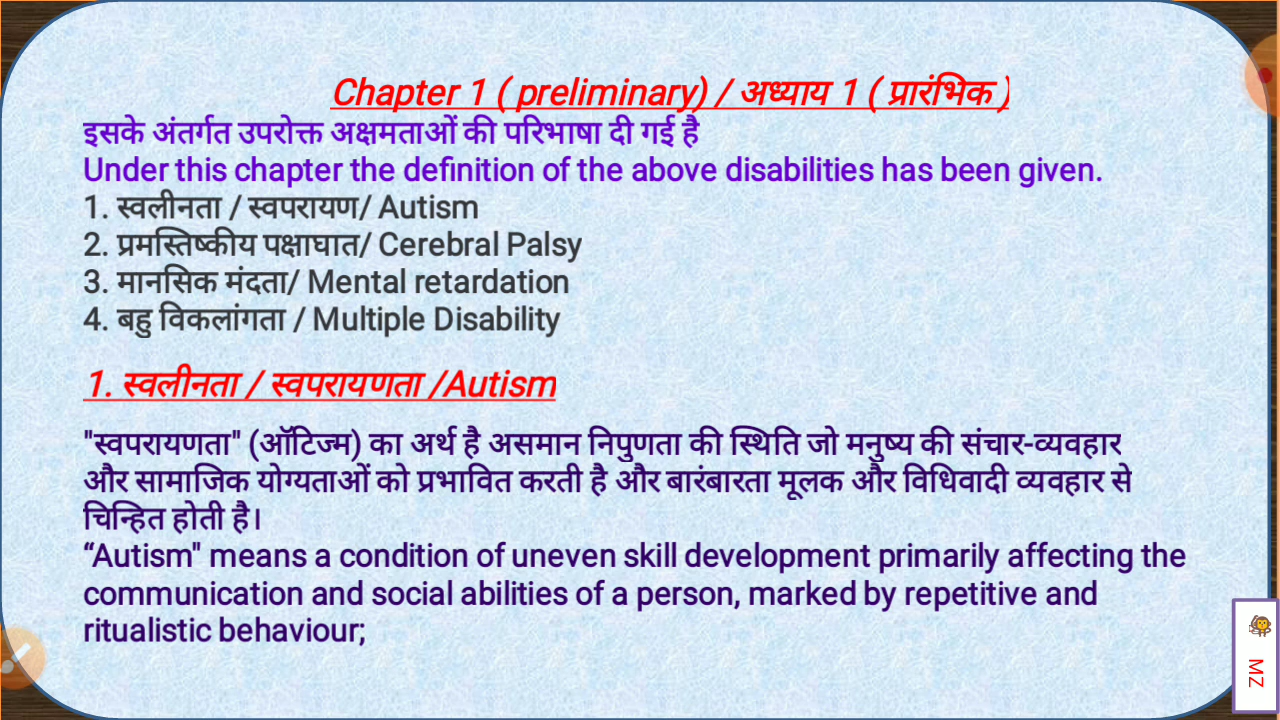 Chapter 1 ( preliminary) / अध्याय 1 ( प्रारंभिक )
इसके अंतर्गत उपरोक्त अक्षमताओं की परिभाषा दी गई है
Under this chapter the definition of the above disabilities has been given.
1. स्वलीनता / स्वपरायण/ Autism
2. प्रमस्तिष्कीय पक्षाघात/ Cerebral Palsy
3. मानसिक मंदता/ Mental retardation
4. बहु विकलांगता / Multiple Disability
1. स्वलीनता / स्वपरायणता /Autism
"स्वपरायणता" (ऑटिज्म) का अर्थ है असमान निपुणता की स्थिति जो मनुष्य की संचार-व्यवहार
और सामाजिक योग्यताओं को प्रभावित करती है और बारंबारता मूलक और विधिवादी व्यवहार से
चिन्हित होती है।
“Autism" means a condition of uneven skill development primarily affecting the
communication and social abilities of a person, marked by repetitive and
ritualistic behaviour;
MZ